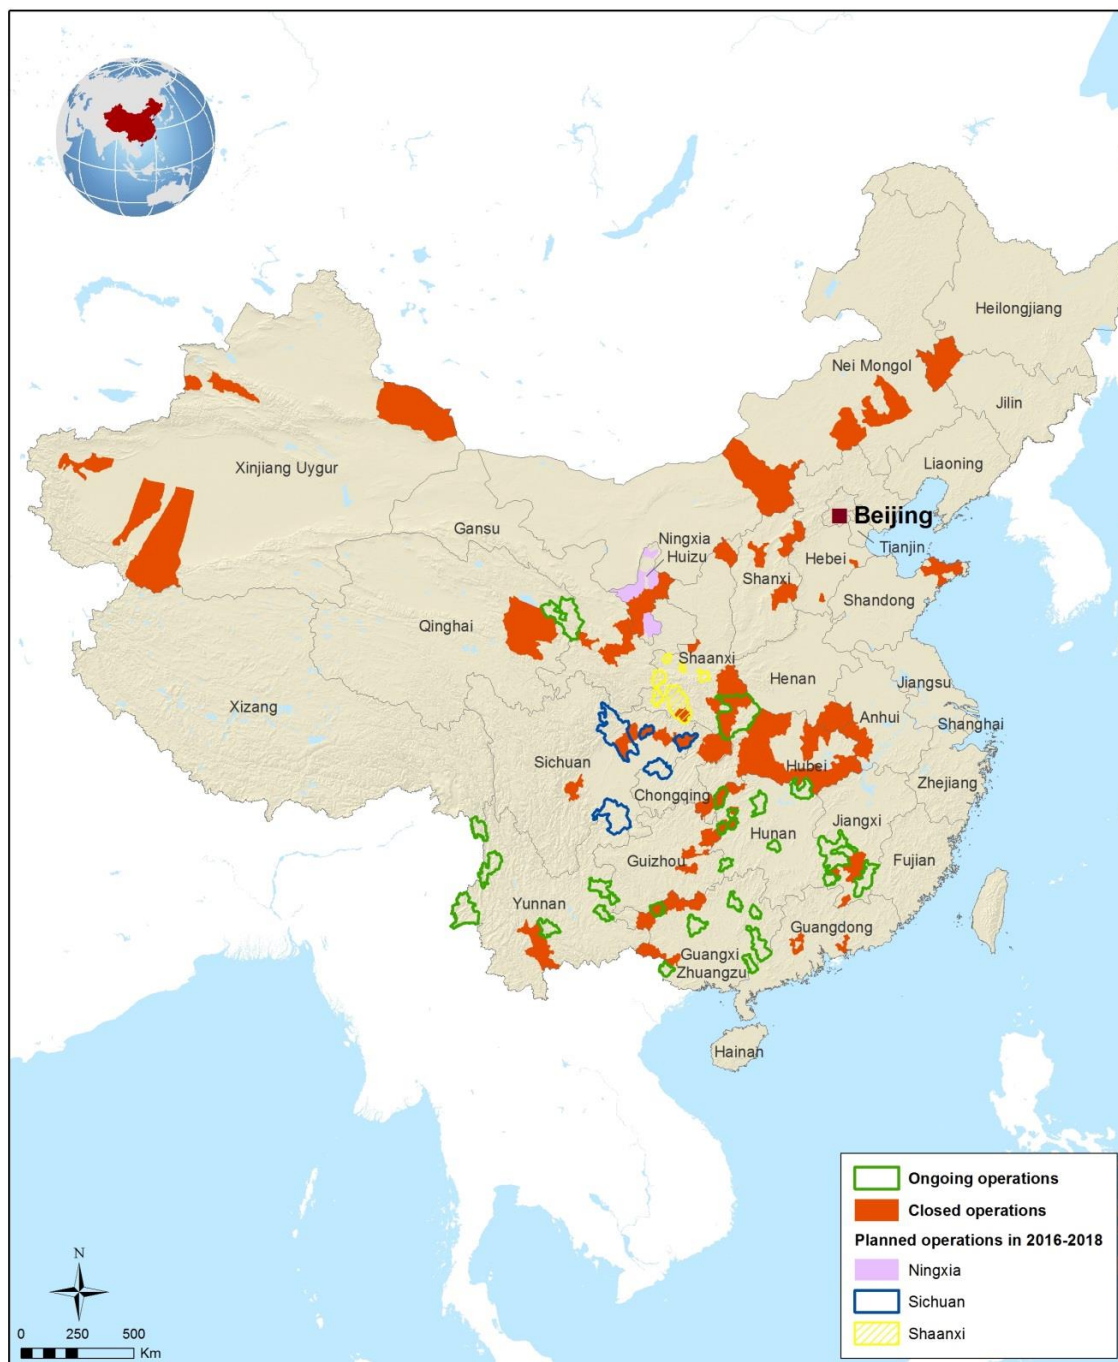 Heilongjiang
Nei Mongol
Jilin
Liaoning
Xinjiang Uygur
Beijing
Gansu
Ningxia
Huizu
Tianjin
Hebei
Shanxi
Shandong
Qinghai
Shaanxi
Henan
Jiangsu
Xizang
Anhui
Shanghai
Sichuan
Hubei
Zhejiang
Chongqing
Jiangxi
Hunan
Guizhou
Fujian
Yunnan
Guangdong
Guangxi
Zhuangzu
Hainan
Ongoing operations
Closed operations
Planned operations in 2016-2018
Ningxia
Sichuan
Shaanxi
N
0 250 500
Km